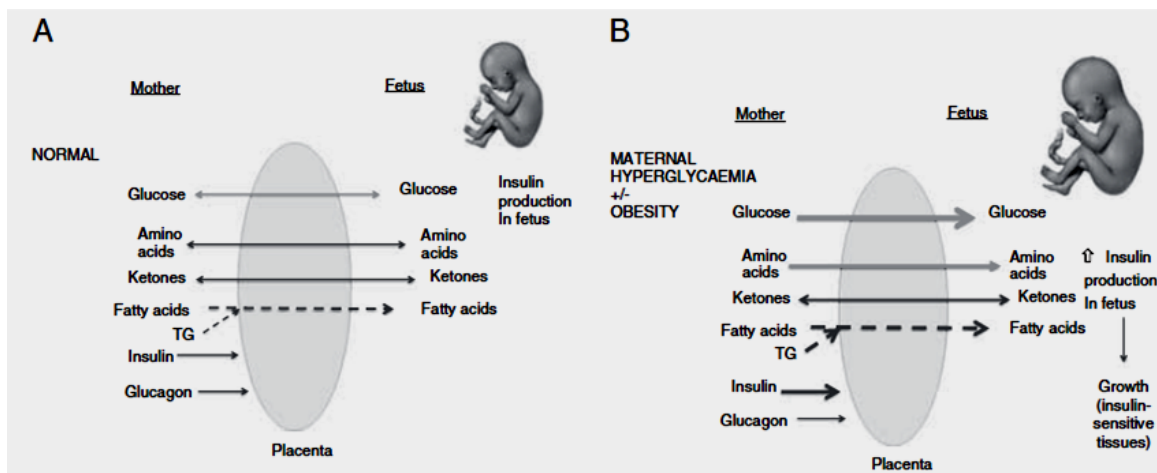 A
Mother
Fetus
NORMAL
Glucose
Glucose
Insulin
production
In fetus
Amino
acids
Amino
acids
Ketones
Ketones
Fatty acids
Fatty acids
TG
Insulin
Glucagon
Placenta
B
Mother
Fetus
MATERNAL
HYPERGLYCAEMIA
+/-
OBESITY
Glucose
Glucose
Amino
acids
Amino
acids
⇧ Insulin
production
In fetus
Ketones
Ketones
Fatty acids
Fatty acids
TG
Insulin
Glucagon
Growth
(insulin-
sensitive
tissues)
Placenta